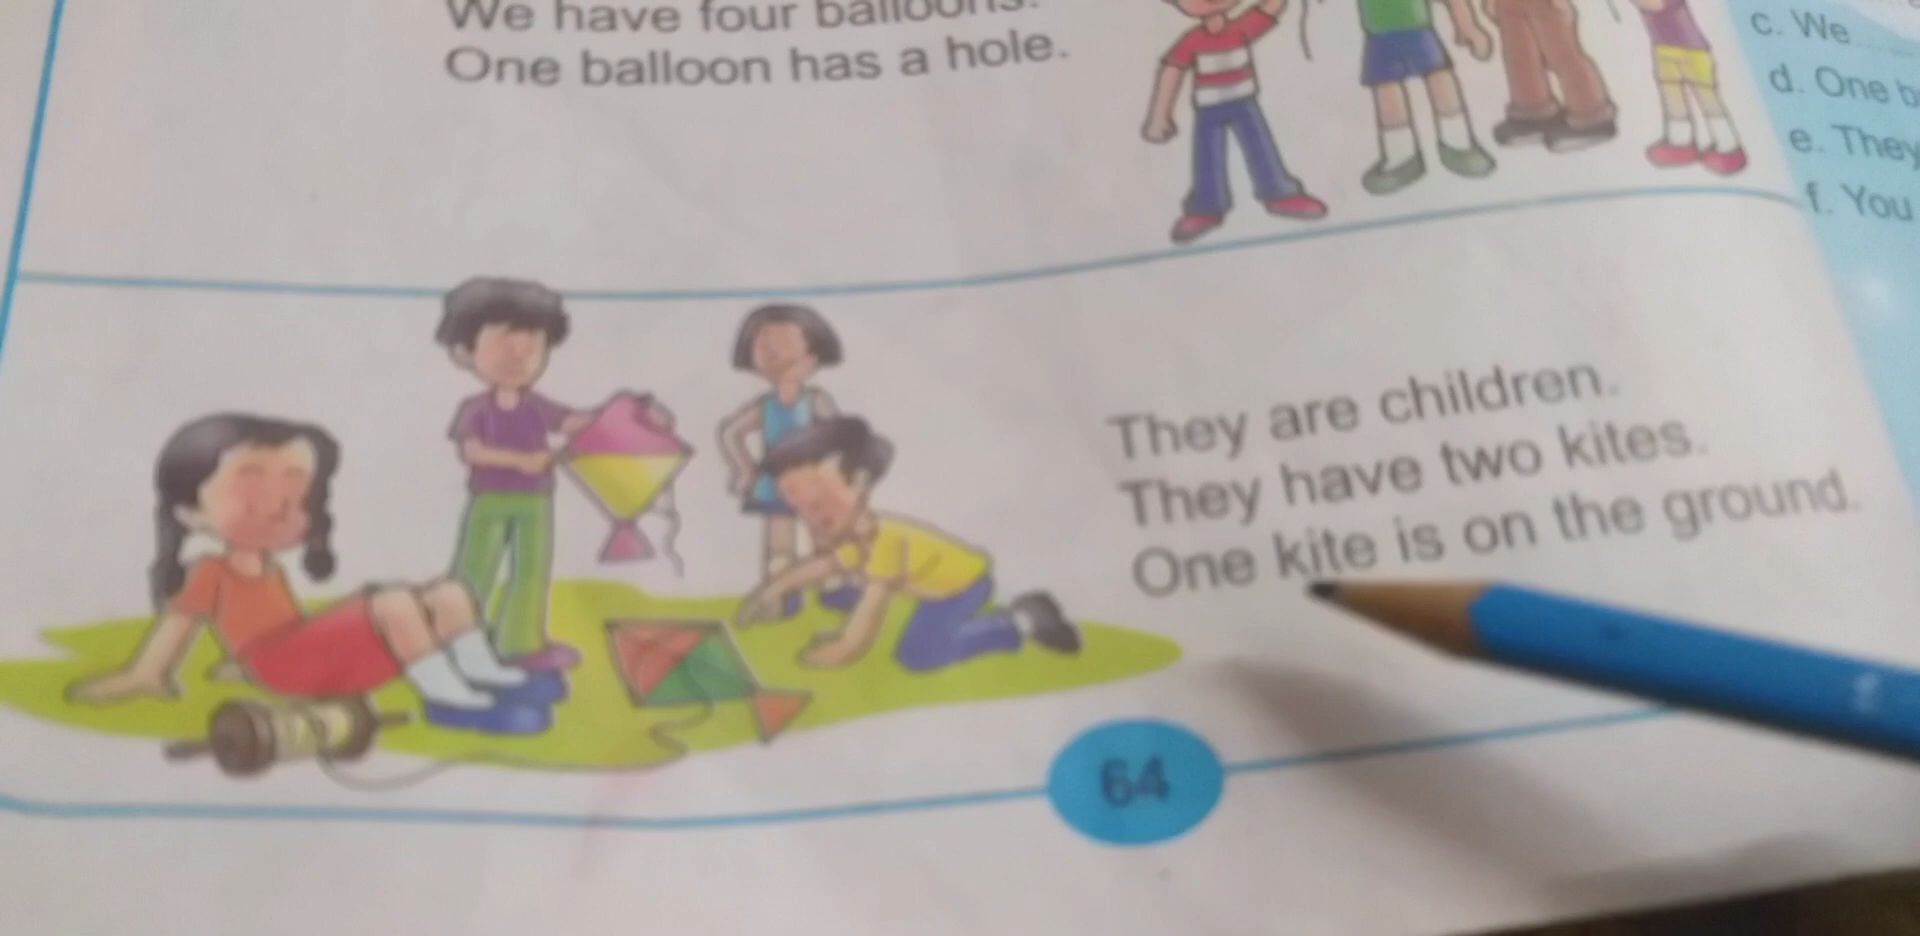 We have four balloons.
One balloon has a hole.
c. We
d. One
e. They
f. You
They are children.
They have two kites.
One kite is on the ground.
64